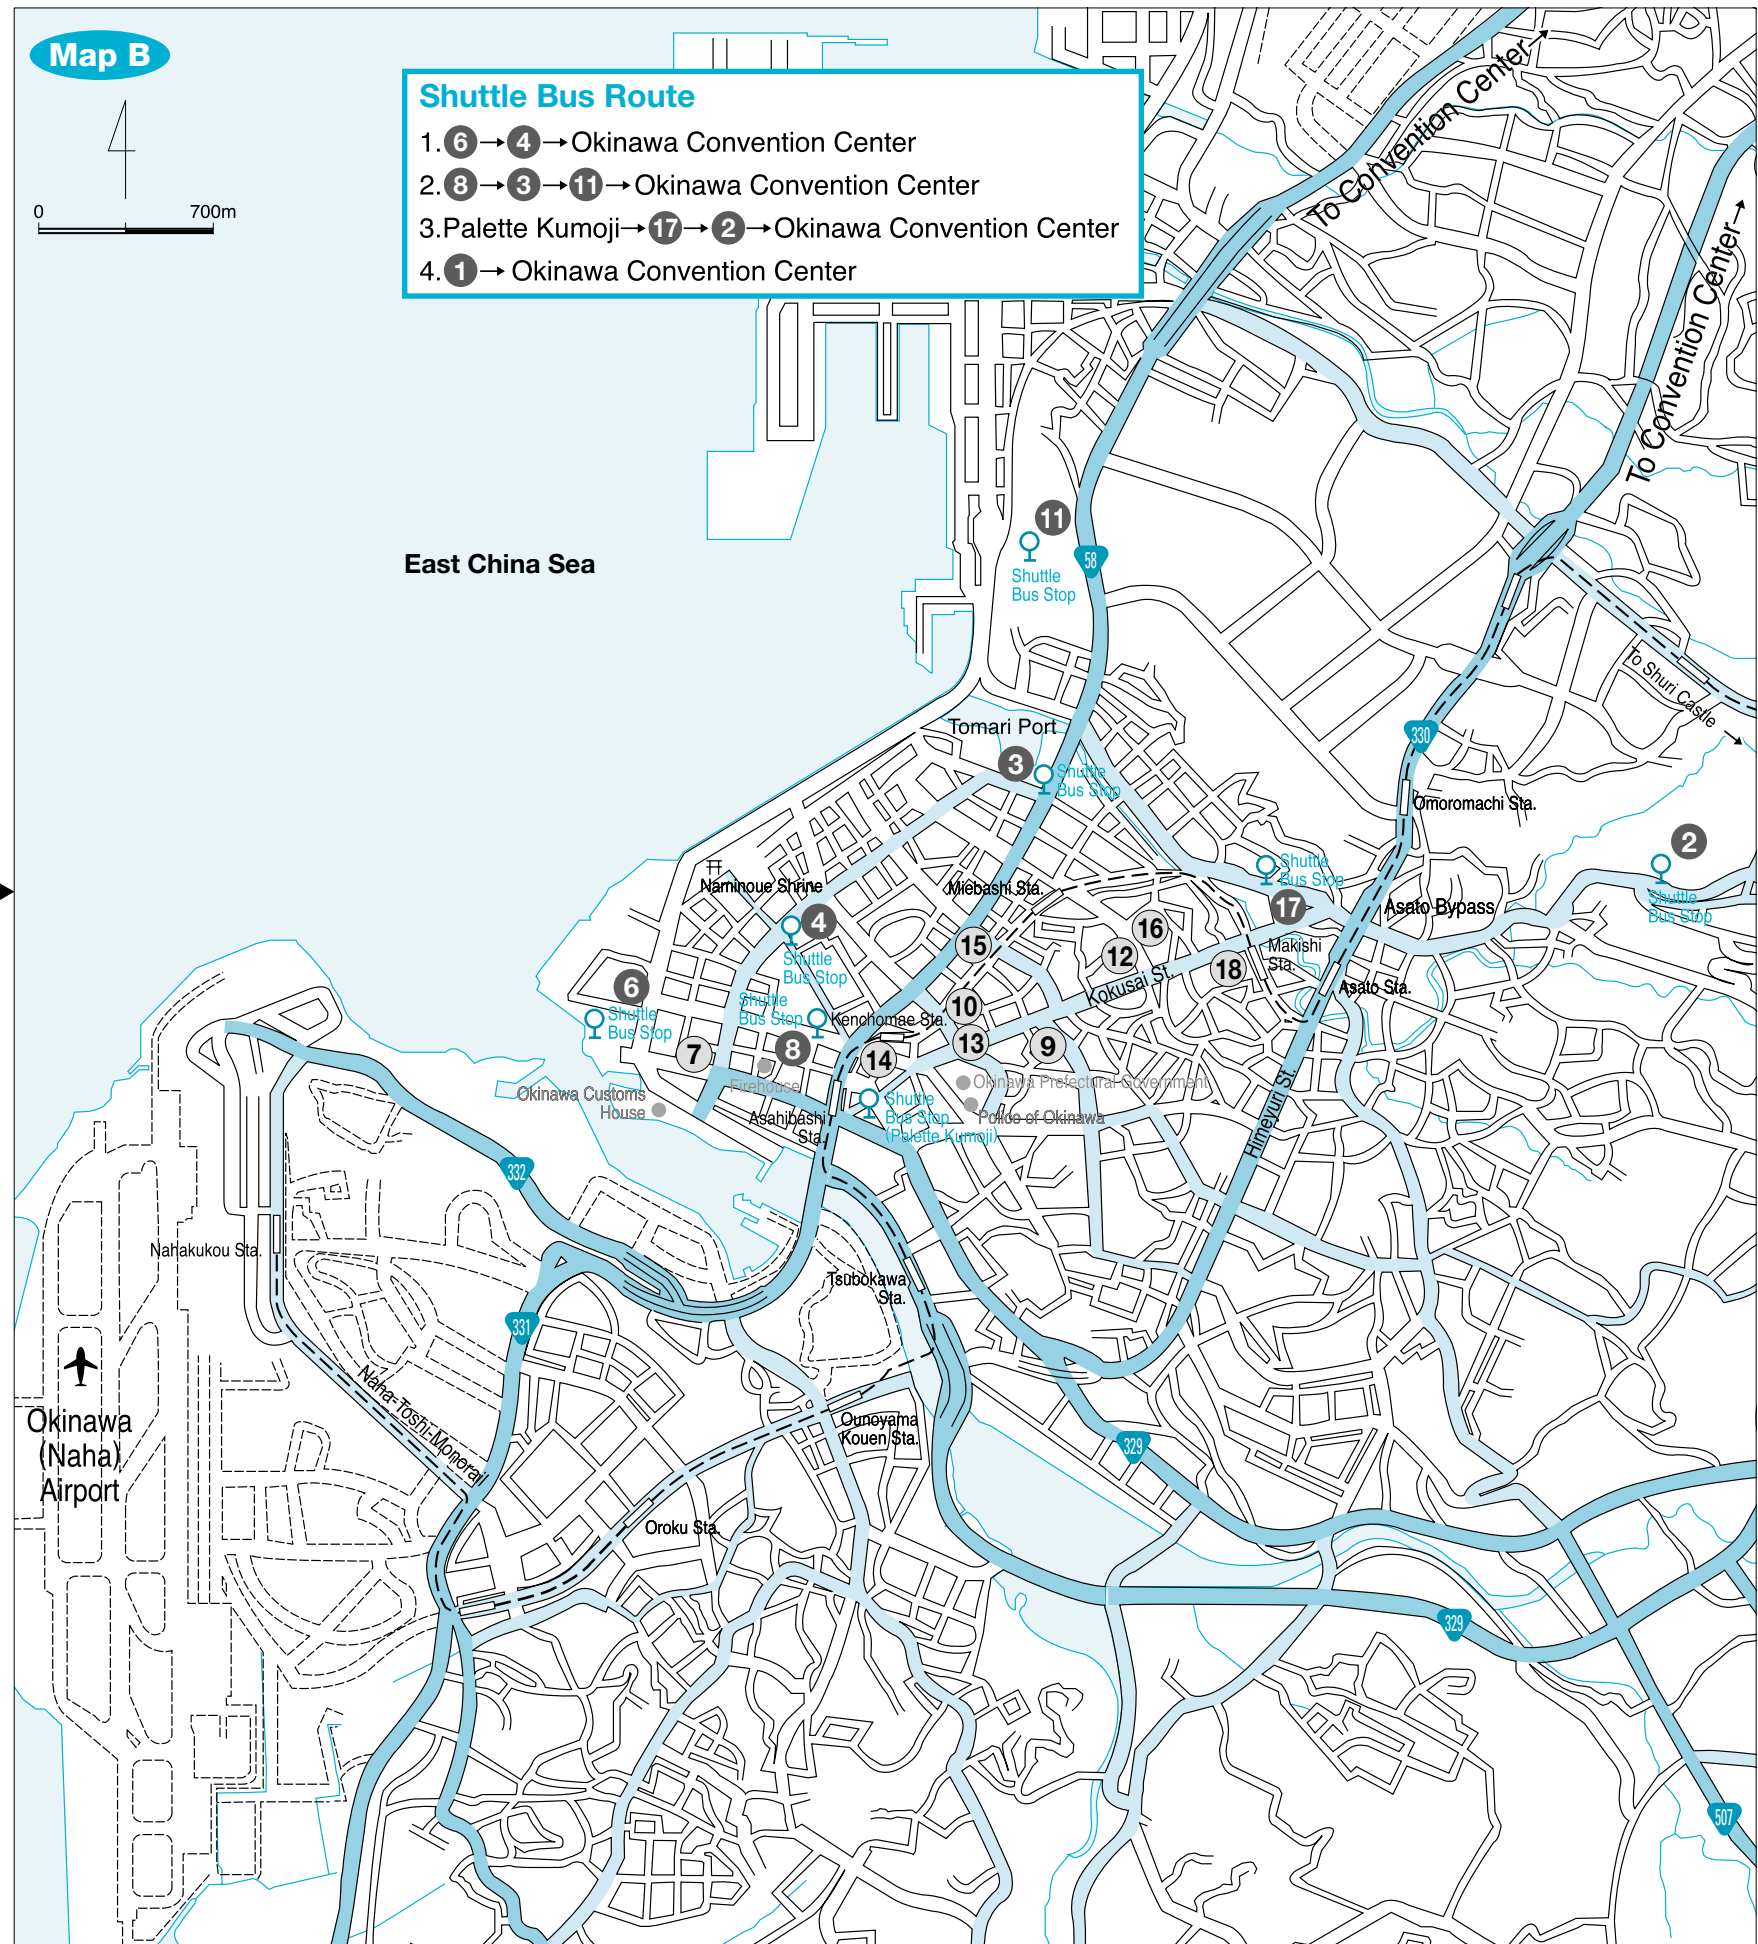 Map B
0 700m
Shuttle Bus Route
1. 6→4→Okinawa Convention Center
2. 8→3→11→Okinawa Convention Center
3.Palette Kumoji→17→2→Okinawa Convention Center
4. 1→ Okinawa Convention Center
To Convention Center→
To Convention Center→
East China Sea
11
Shuttle
Bus Stop
58
To Shuri Castle
330
Tomari Port
3
Shuttle
Bus Stop
Omoromachi Sta.
2
Shuttle
Bus Stop
Shuttle
Bus Stop
17
Asato Bypass
Naminoue Shrine
Miebashi Sta.
4
Shuttle
Bus Stop
15
16
12
18
Makishi
Sta.
Kokusai St.
Asato Sta.
6
Shuttle
Bus Stop
Shuttle
Bus Stop
Kenchomae Sta.
10
13
9
7
8
14
Firehouse
Okinawa Customs
House
Okinawa Prefectural Government
Police of Okinawa
Asahibashi
Sta.
Shuttle
Bus Stop
(Palette Kumoji)
Himeyuri St.
332
Nahakukou Sta.
Tsubokawa
Sta.
331
Naha-Toshi-Monorail
Okinawa
(Naha)
Airport
Ounoyama
Kouen Sta.
329
Oroku Sta.
329
507